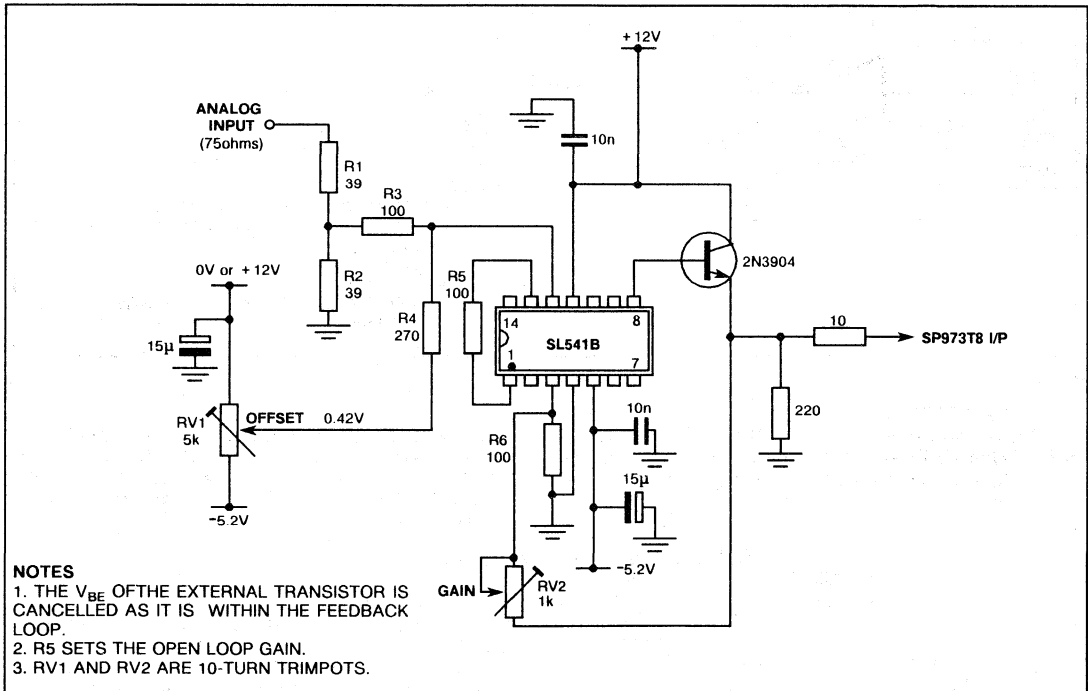 + 12V
ANALOG
INPUT
(75ohms)
10n
R1
39
R3
100
2N3904
0V or + 12V
R2
39
R5
100
R4
270
14
8
SL541B
1
7
10
SP973T8 I/P
15µ
OFFSET 0.42V
RV1
5k
10n
220
R6
100
15µ
-5.2V
-5.2V
GAIN
RV2
1k
NOTES
1. THE VBE OFTHE EXTERNAL TRANSISTOR IS
CANCELLED AS IT IS WITHIN THE FEEDBACK
LOOP.
2. R5 SETS THE OPEN LOOP GAIN.
3. RV1 AND RV2 ARE 10-TURN TRIMPOTS.